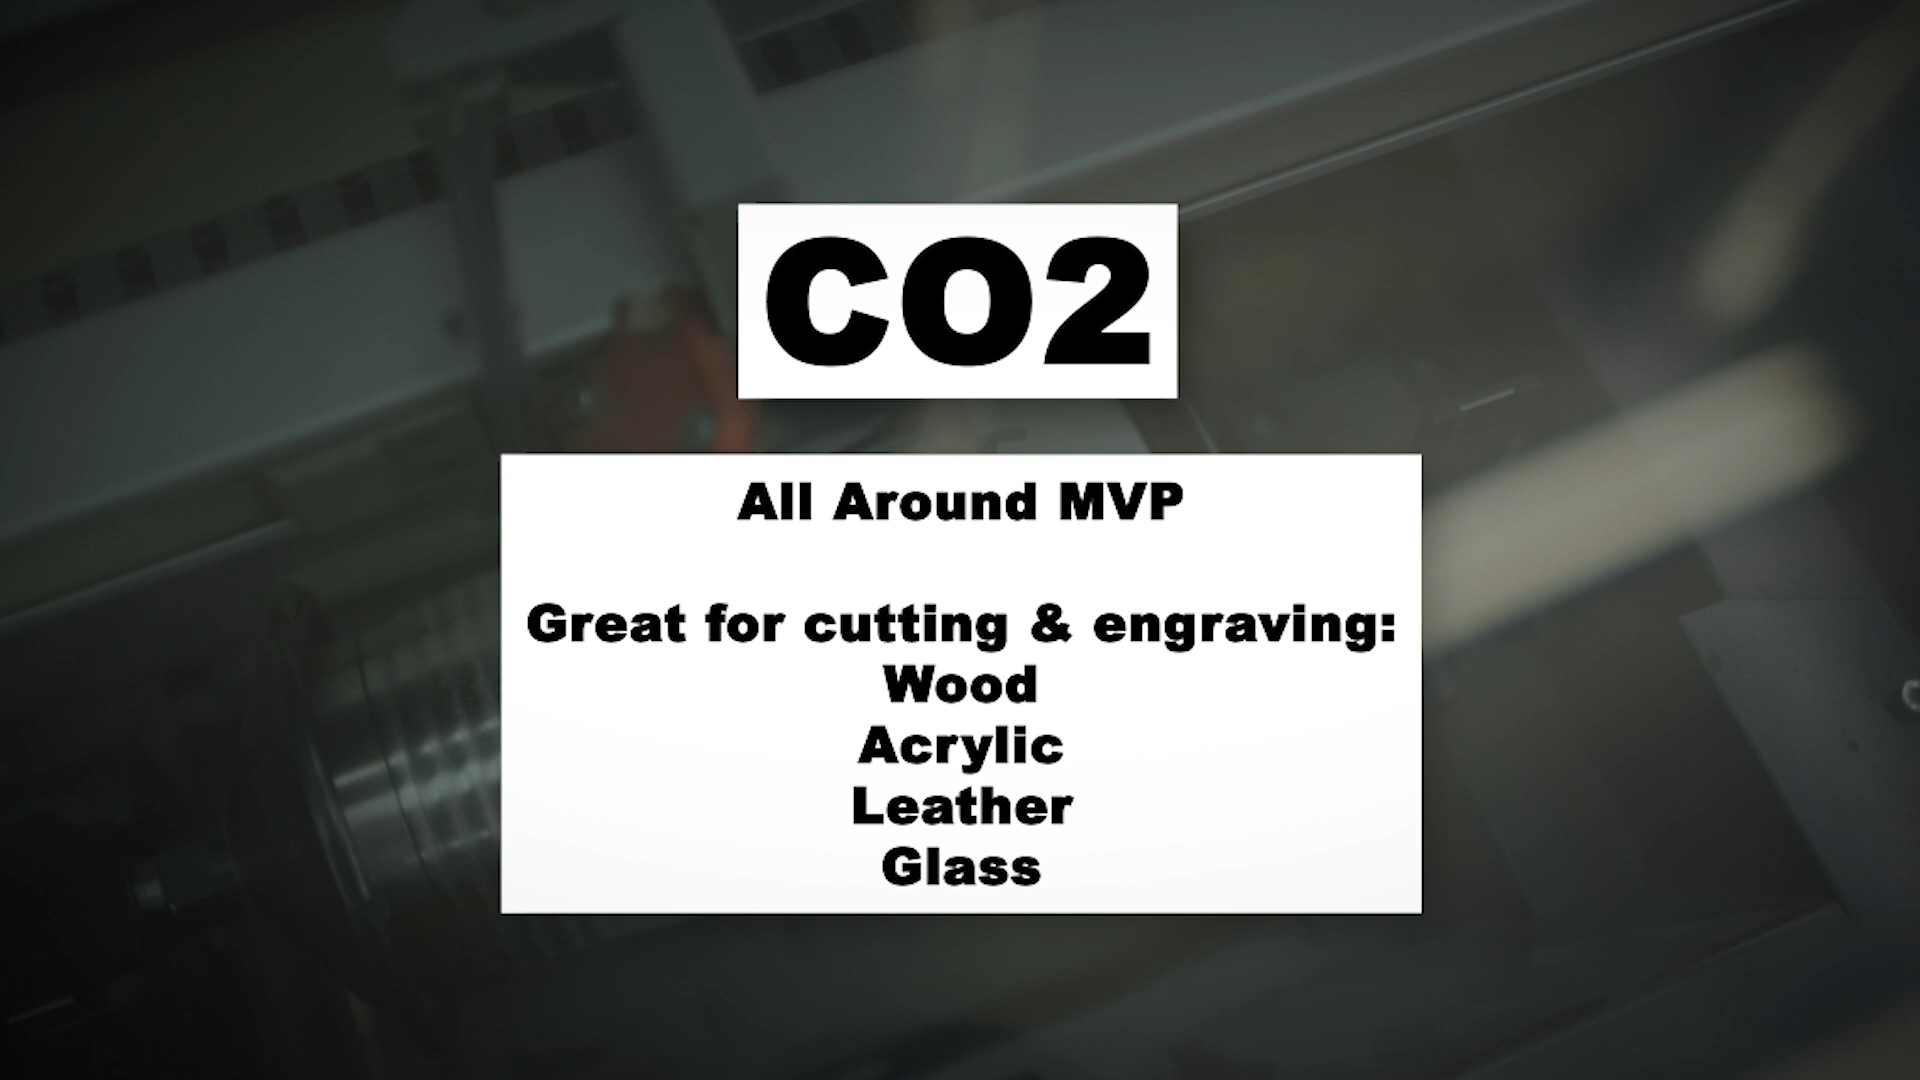 CO2
All Around MVP
Great for cutting & engraving:
Wood
Acrylic
Leather
Glass